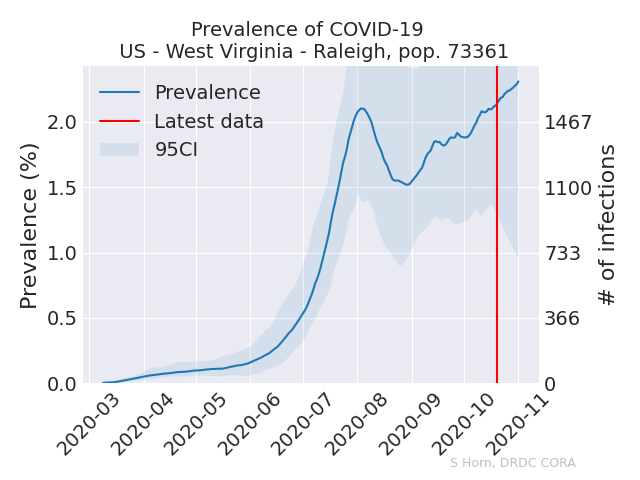 Prevalence of COVID-19
US - West Virginia - Raleigh, pop. 73361
Prevalence
Latest data
95CI
Prevalence (%)
2.0
1.5
1.0
0.5
0.0
# of infections
1467
1100
733
366
0
2020-03
2020-04
2020-05
2020-06
2020-07
2020-08
2020-09
2020-10
2020-11
S Horn, DRDC CORA